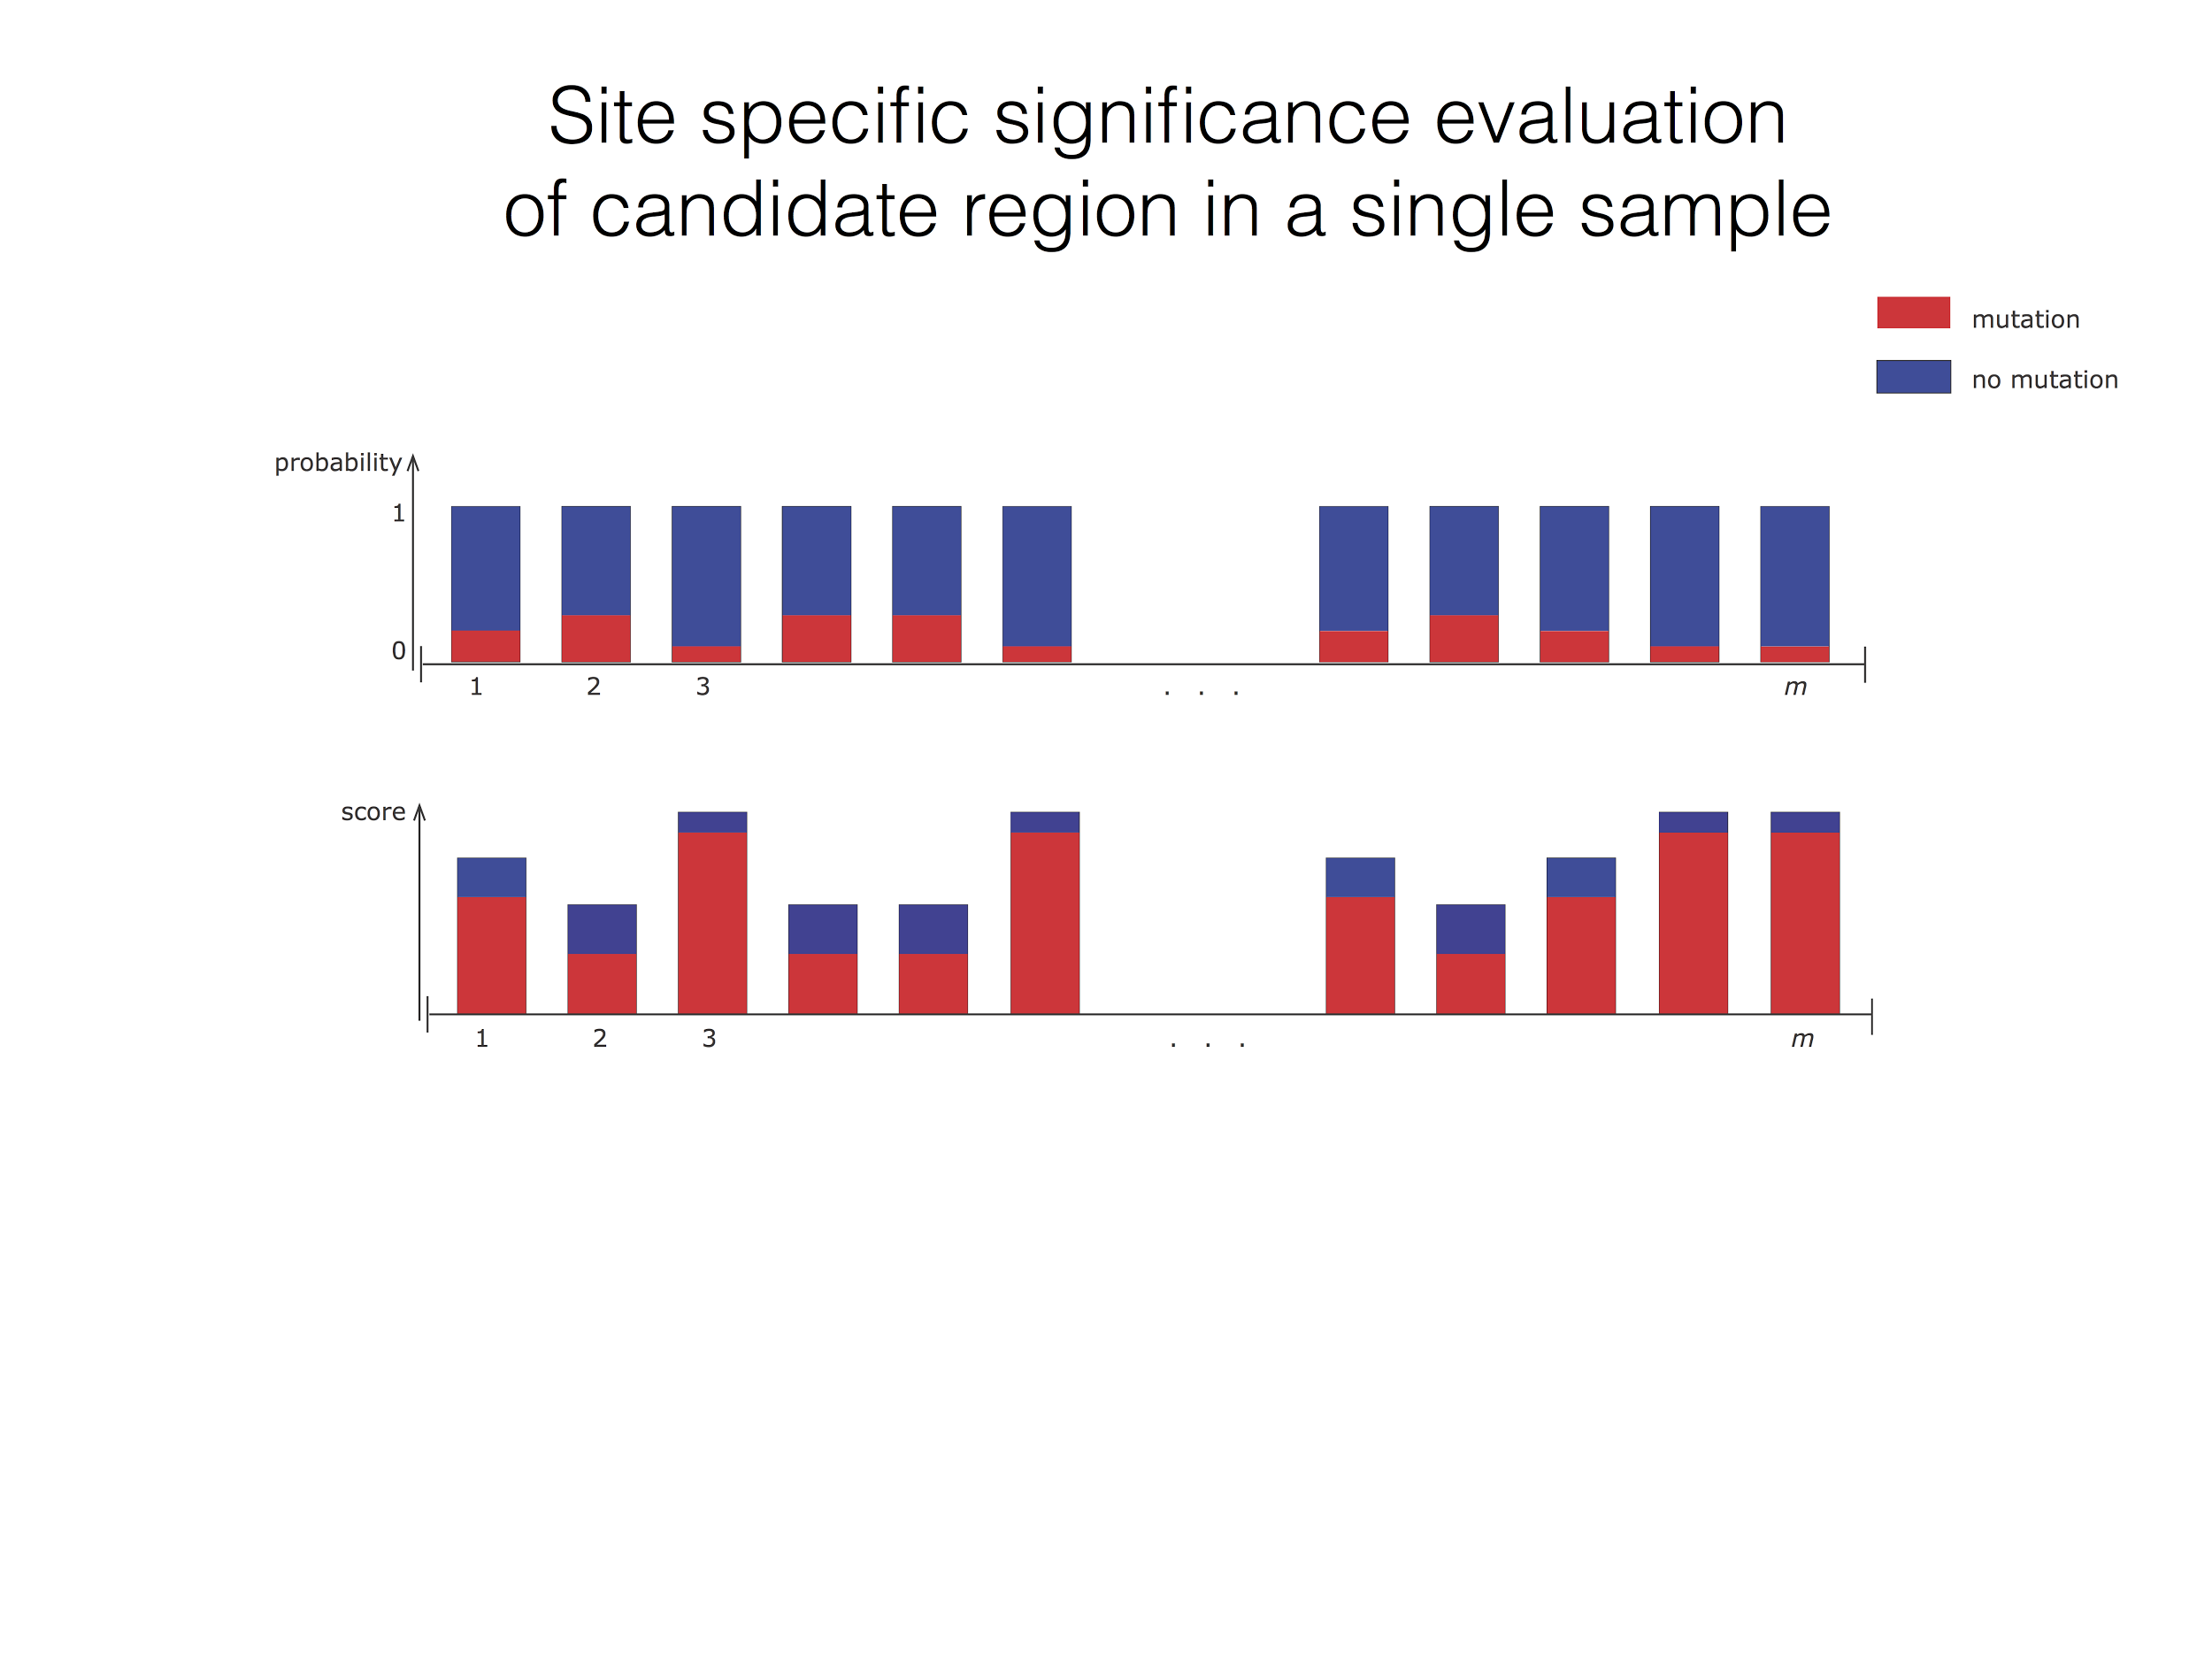 Site specific significance evaluation
of candidate region in a single sample
mutation
no mutation
probability
1
0
1 2 3 . . . m
score
1 2 3 . . . m